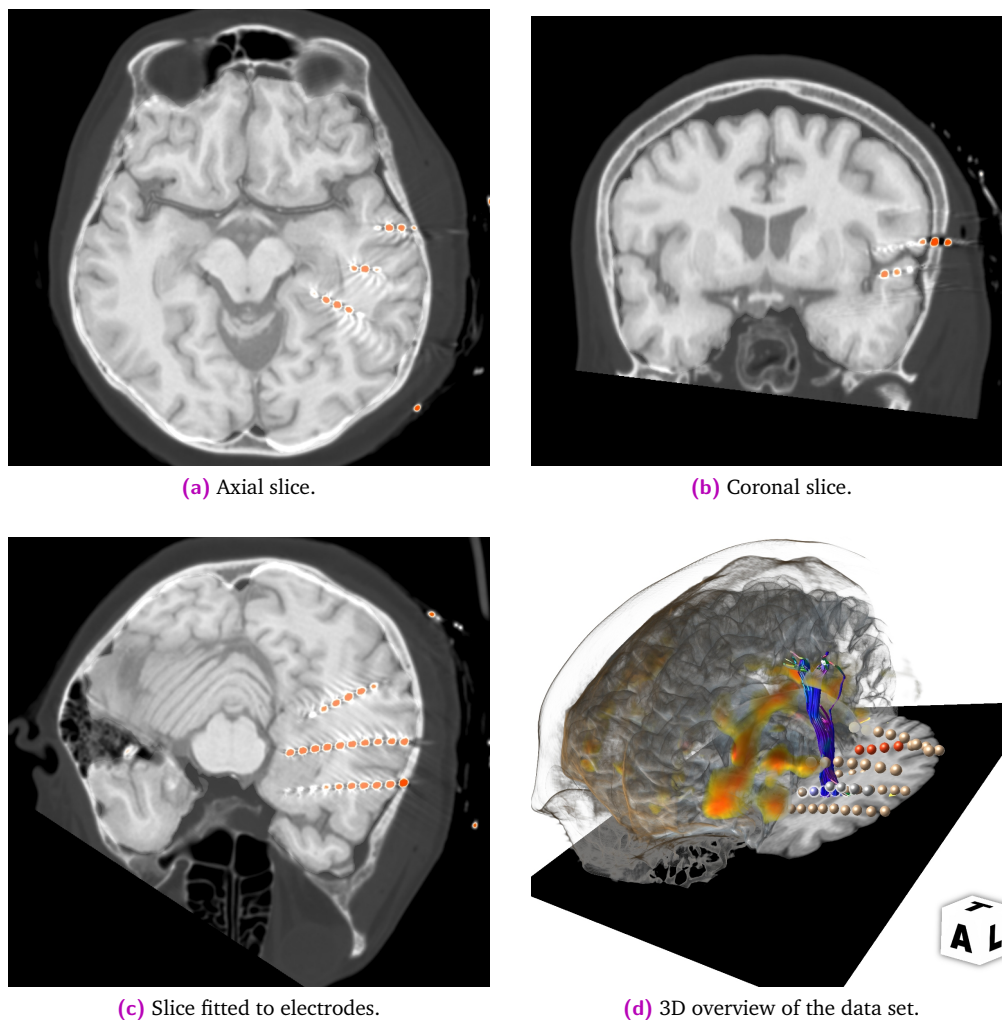 (a) Axial slice.
(b) Coronal slice.
T
A L
(c) Slice fitted to electrodes.
(d) 3D overview of the data set.